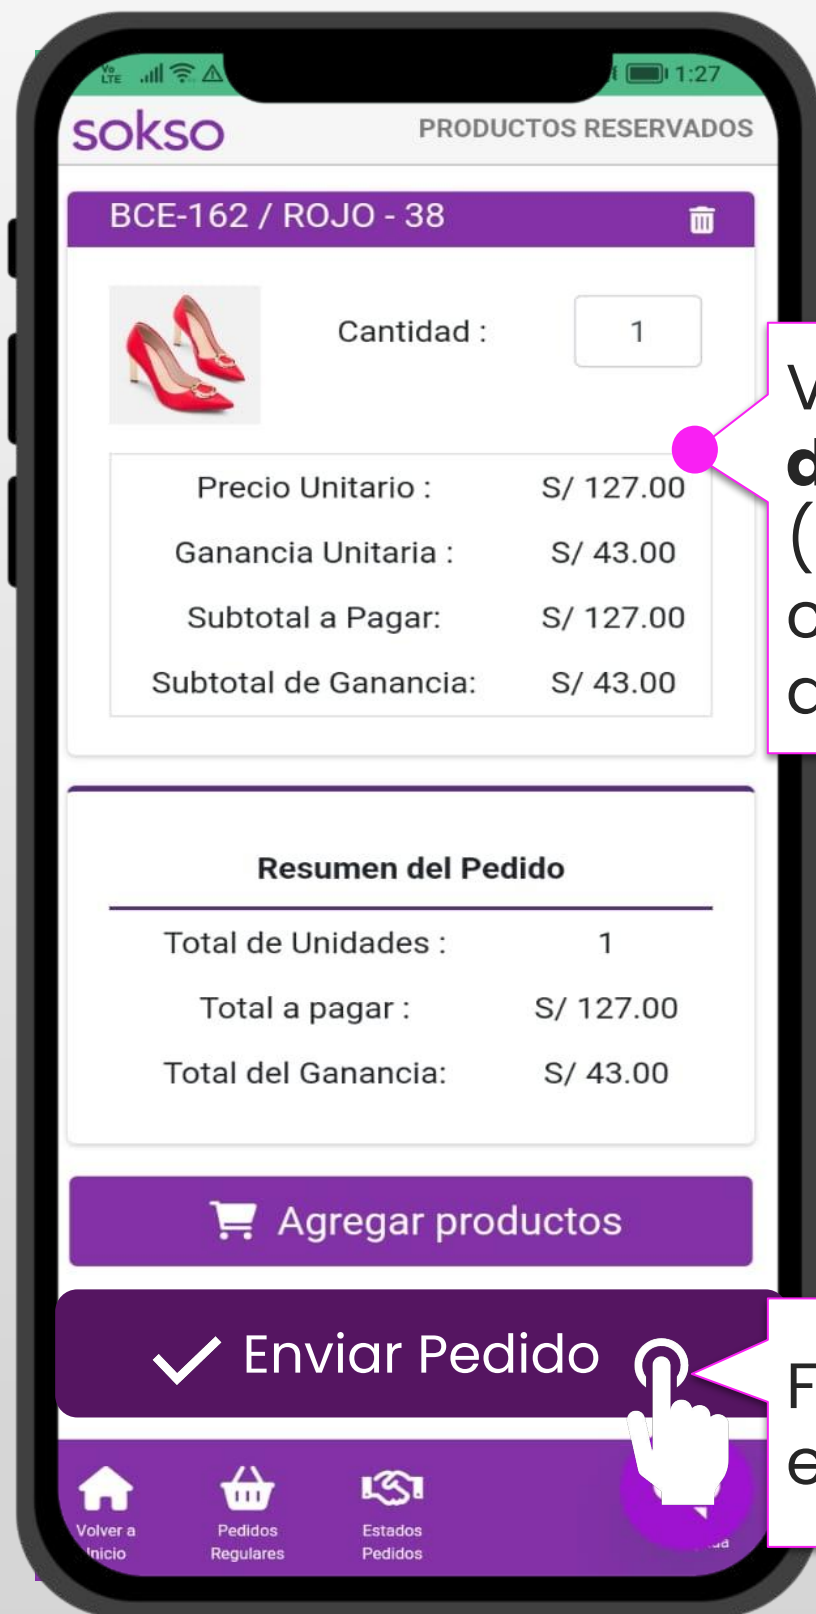 Vo LTE 1:27
sokso PRODUCTOS RESERVADOS
BCE-162 / ROJO - 38
Cantidad : 1
Precio Unitario : S/ 127.00
Ganancia Unitaria : S/ 43.00
Subtotal a Pagar: S/ 127.00
Subtotal de Ganancia: S/ 43.00
Resumen del Pedido
Total de Unidades : 1
Total a pagar : S/ 127.00
Total del Ganancia: S/ 43.00
Agregar productos
Enviar Pedido
Volver a Inicio
Pedidos Regulares
Estados Pedidos